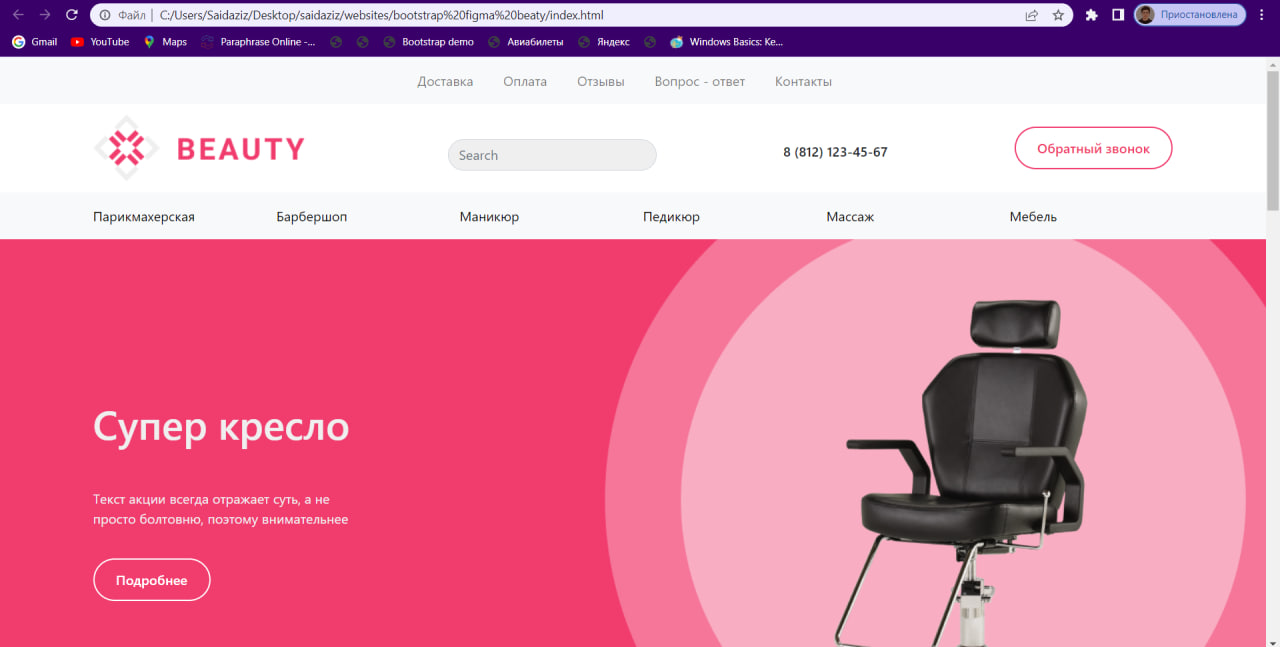 Файл
C:/Users/Saidaziz/Desktop/saidaziz/websites/bootstrap%20figma%20beaty/index.html
Приостановлена
Gmail YouTube Maps Paraphrase Online -... Bootstrap demo Авиабилеты Яндекс Windows Basics: Ke...
Доставка Оплата Отзывы Вопрос - ответ Контакты
BEAUTY
Search
8 (812) 123-45-67
Обратный звонок
Парикмахерская Барбершоп Маникюр Педикюр Массаж Мебель
Супер кресло
Текст акции всегда отражает суть, а не
просто болтовню, поэтому внимательнее
Подробнее